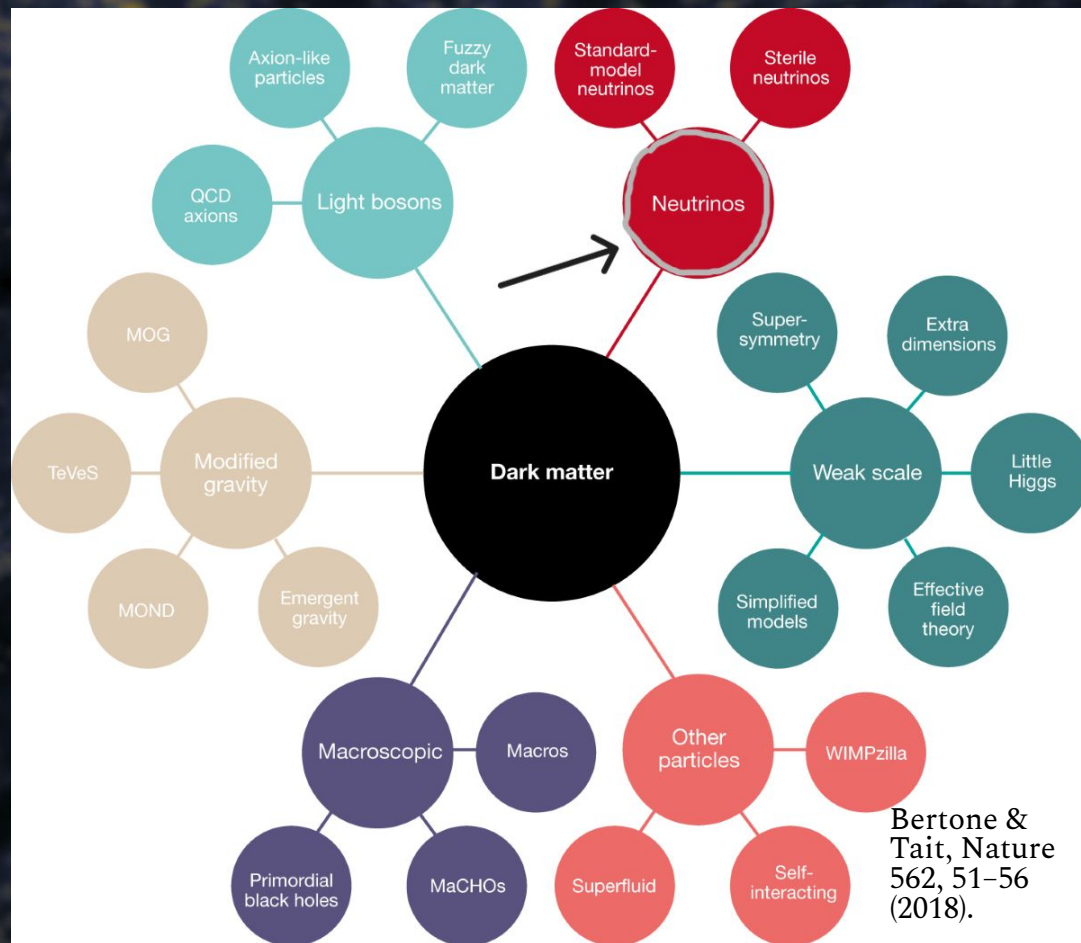 Axion-like
particles
Fuzzy
dark
matter
Standard-
model
neutrinos
Sterile
neutrinos
QCD
axions
Light bosons
Neutrinos
MOG
Super-
symmetry
Extra
dimensions
TeVeS
Modified
gravity
Dark matter
Weak scale
Little
Higgs
MOND
Emergent
gravity
Simplified
models
Effective
field
theory
Macroscopic
Macros
Other
particles
WIMPzilla
Primordial
black holes
MaCHOs
Superfluid
Self-
interacting
Bertone &
Tait, Nature
562, 51–56
(2018).